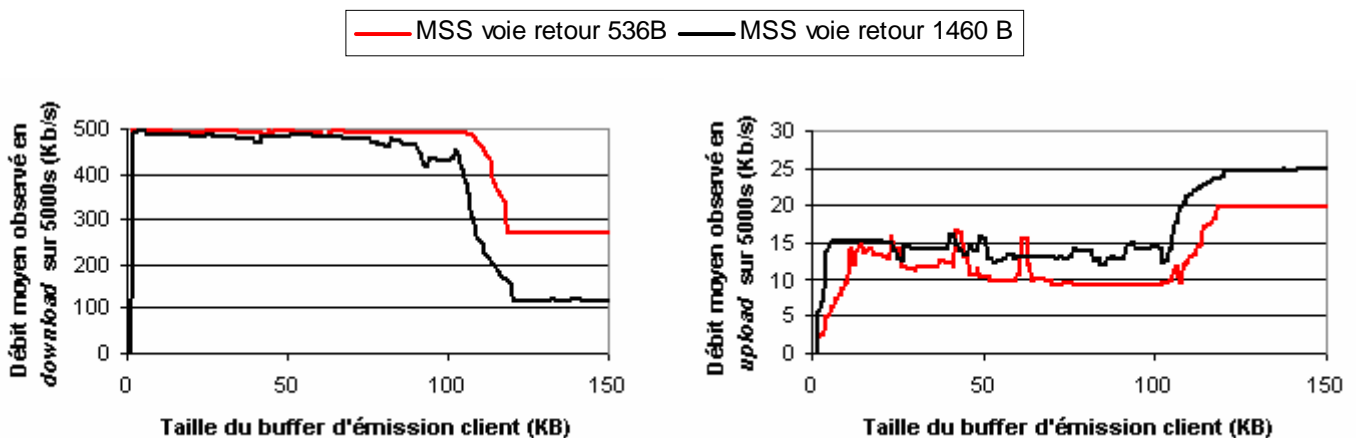 MSS voie retour 536B MSS voie retour 1460 B
Débit moyen observé en
download sur 5000s (Kb/s)
500
400
300
200
100
0
0 50 100 150
Taille du buffer d'émission client (KB)
Débit moyen observé en
upload sur 5000s (Kb/s)
30
25
20
15
10
5
0
0 50 100 150
Taille du buffer d'émission client (KB)